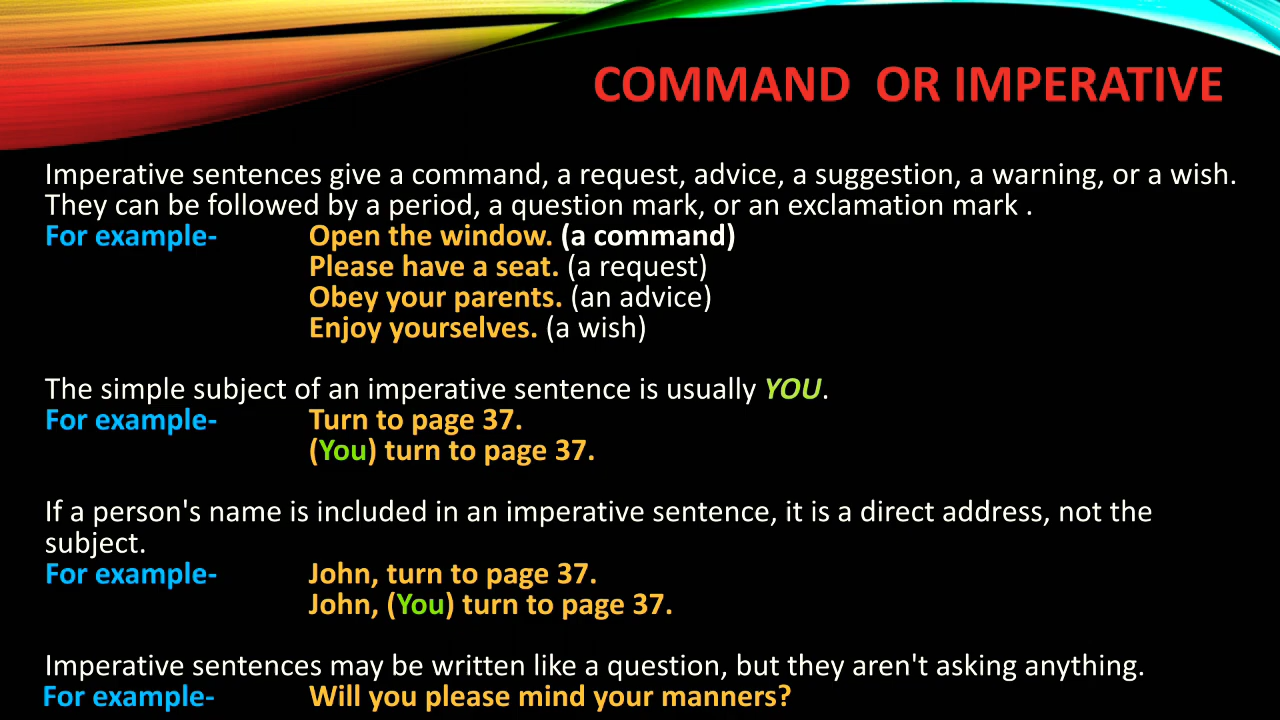 COMMAND  OR IMPERATIVE
Imperative sentences give a command, a request, advice, a suggestion, a warning, or a wish.
They can be followed by a period, a question mark, or an exclamation mark .
For example- Open the window. (a command)
Please have a seat. (a request)
Obey your parents. (an advice)
Enjoy yourselves. (a wish)
The simple subject of an imperative sentence is usually YOU.
For example- Turn to page 37.
(You) turn to page 37.
If a person's name is included in an imperative sentence, it is a direct address, not the
subject.
For example- John, turn to page 37.
John, (You) turn to page 37.
Imperative sentences may be written like a question, but they aren't asking anything.
For example- Will you please mind your manners?